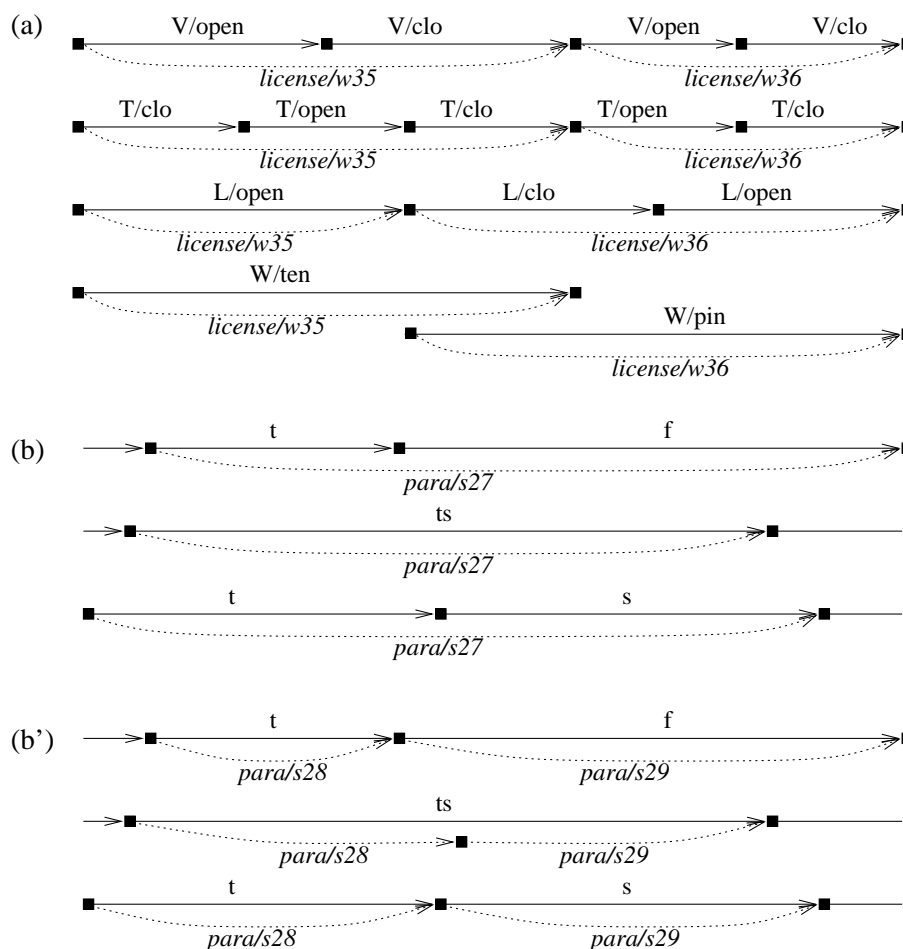 (a) V/open V/clo V/open V/clo
license/w35 license/w36
T/clo T/open T/clo T/open T/clo
license/w35 license/w36
L/open L/clo L/open
license/w35 license/w36
W/ten
license/w35
W/pin
license/w36
(b) t f
para/s27
ts
para/s27
t s
para/s27
(b’) t f
para/s28 para/s29
ts
para/s28 para/s29
t s
para/s28 para/s29